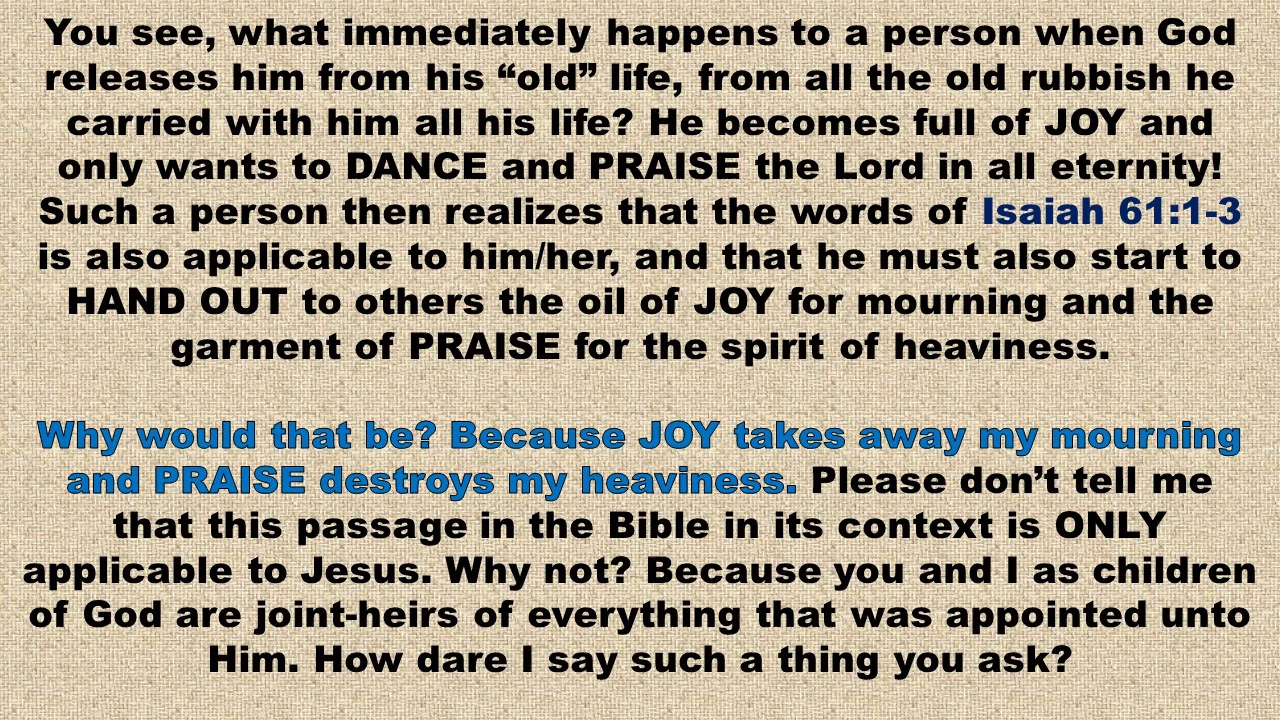 You see, what immediately happens to a person when God
releases him from his “old” life, from all the old rubbish he
carried with him all his life? He becomes full of JOY and
only wants to DANCE and PRAISE the Lord in all eternity!
Such a person then realizes that the words of Isaiah 61:1-3
is also applicable to him/her, and that he must also start to
HAND OUT to others the oil of JOY for mourning and the
garment of PRAISE for the spirit of heaviness.
Why would that be? Because JOY takes away my mourning
and PRAISE destroys my heaviness. Please don’t tell me
that this passage in the Bible in its context is ONLY
applicable to Jesus. Why not? Because you and I as children
of God are joint-heirs of everything that was appointed unto
Him. How dare I say such a thing you ask?